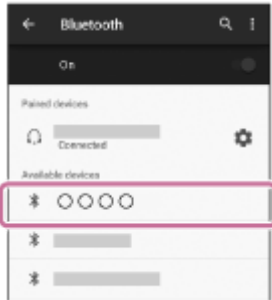 Bluetooth
On
Paired devices
Connected
Available devices
○○○○